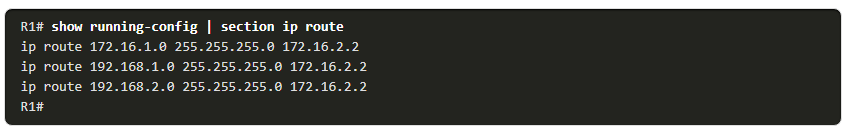 R1# show running-config | section ip route
ip route 172.16.1.0 255.255.255.0 172.16.2.2
ip route 192.168.1.0 255.255.255.0 172.16.2.2
ip route 192.168.2.0 255.255.255.0 172.16.2.2
R1#